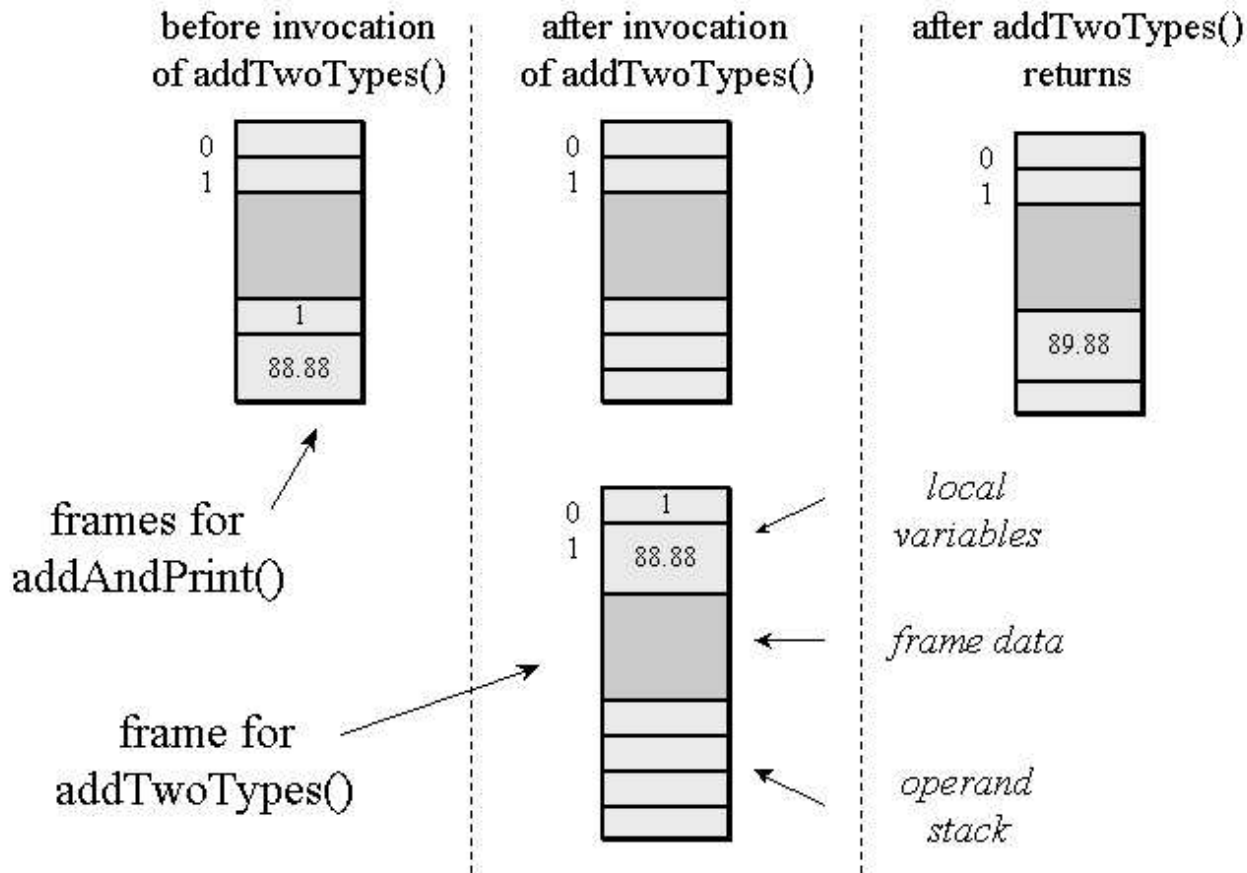 before invocation
of addTwoTypes()
after invocation
of addTwoTypes()
after addTwoTypes()
returns
0
1
1
88.88
0
1
0
1
89.88
frames for
addAndPrint()
0
1
1
88.88
local
variables
frame data
frame for
addTwoTypes()
operand
stack